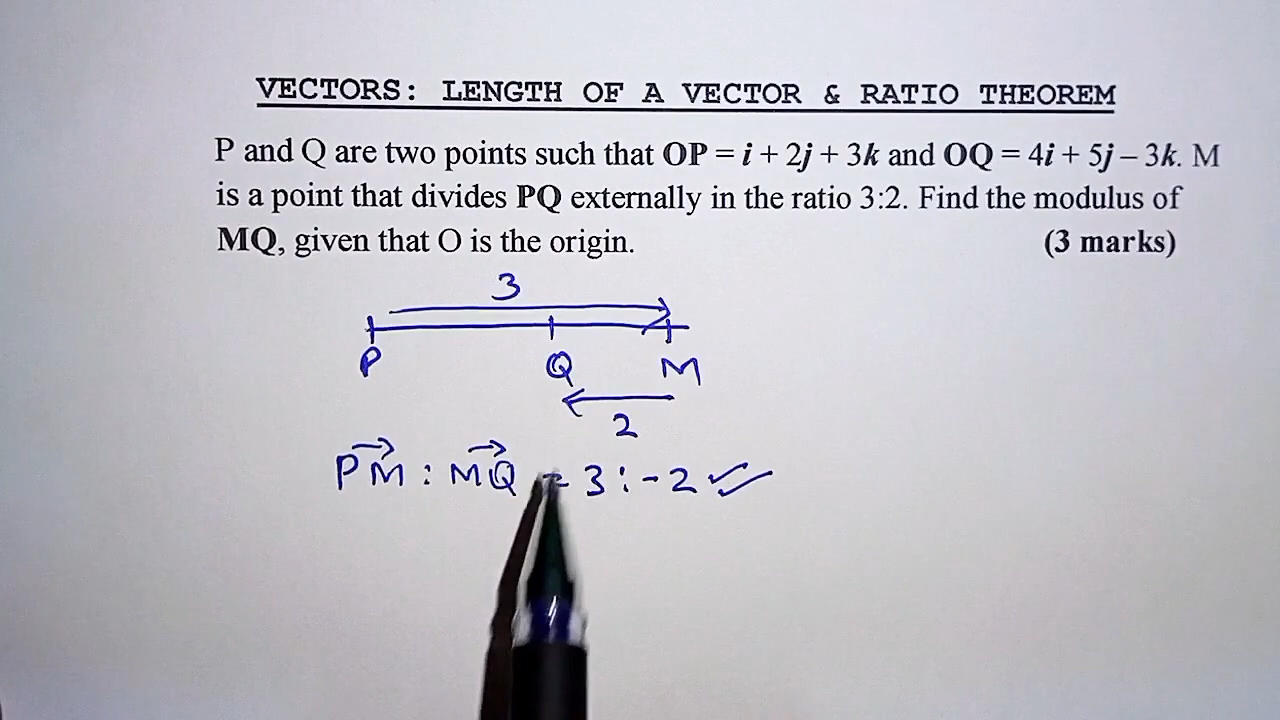 VECTORS: LENGTH OF A VECTOR & RATIO THEOREM
P and Q are two points such that OP = i + 2j + 3k and OQ = 4i + 5j – 3k. M
is a point that divides PQ externally in the ratio 3:2. Find the modulus of
MQ, given that O is the origin. (3 marks)
3
P Q M
2
PM : MQ = 3 : -2